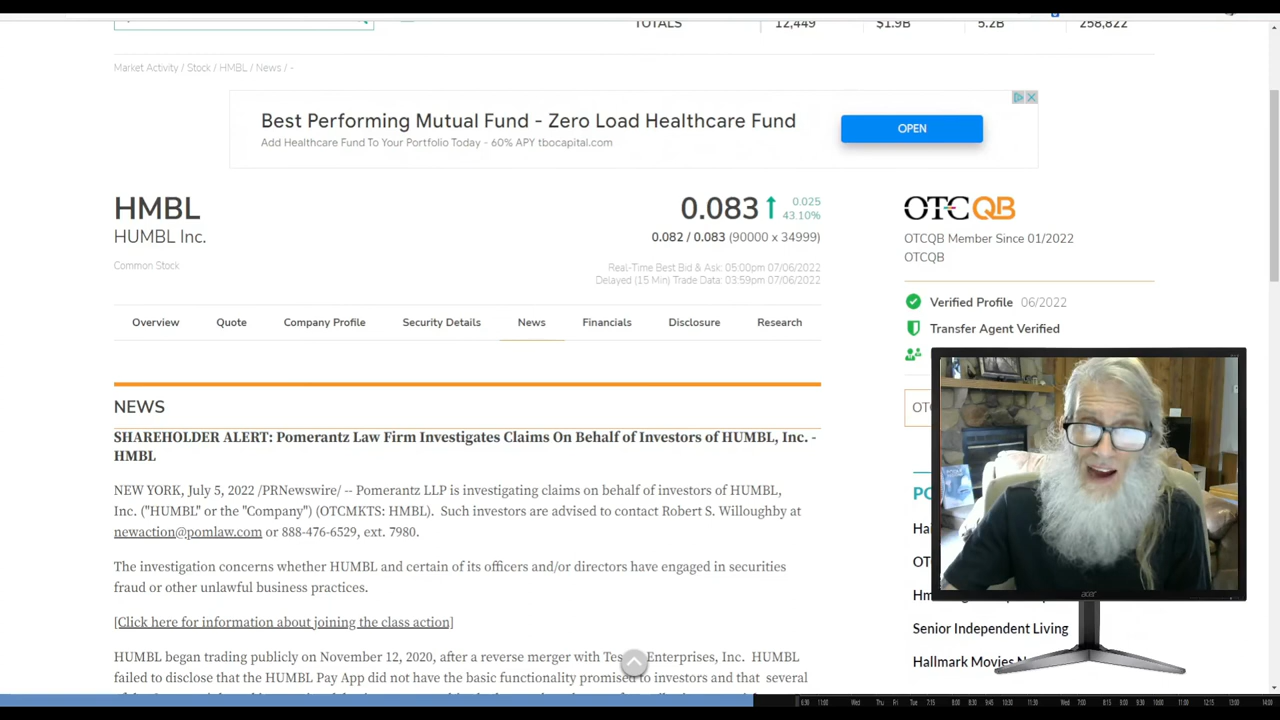 TOTALS 12,449 $1.9B 5.2B 258,822
Market Activity / Stock / HMBL / News / -
Best Performing Mutual Fund - Zero Load Healthcare Fund
Add Healthcare Fund To Your Portfolio Today - 60% APY tbocapital.com
OPEN
HMBL
HUMBL Inc.
Common Stock
0.083
0.025
43.10%
0.082 / 0.083 (90000 x 34999)
Real-Time Best Bid & Ask: 05:00pm 07/06/2022
Delayed (15 Min) Trade Data: 03:59pm 07/06/2022
OTCQB
OTCQB Member Since 01/2022
OTCQB
Verified Profile 06/2022
Transfer Agent Verified
Overview Quote Company Profile Security Details News Financials Disclosure Research
NEWS
SHAREHOLDER ALERT: Pomerantz Law Firm Investigates Claims On Behalf of Investors of HUMBL, Inc. -
HMBL
NEW YORK, July 5, 2022 /PRNewswire/ -- Pomerantz LLP is investigating claims on behalf of investors of HUMBL,
Inc. ("HUMBL" or the "Company") (OTCMKTS: HMBL). Such investors are advised to contact Robert S. Willoughby at
newaction@pomlaw.com or 888-476-6529, ext. 7980.
The investigation concerns whether HUMBL and certain of its officers and/or directors have engaged in securities
fraud or other unlawful business practices.
[Click here for information about joining the class action]
HUMBL began trading publicly on November 12, 2020, after a reverse merger with Tes Enterprises, Inc. HUMBL
failed to disclose that the HUMBL Pay App did not have the basic functionality promised to investors and that several
Senior Independent Living
Hallmark Movies N
acer